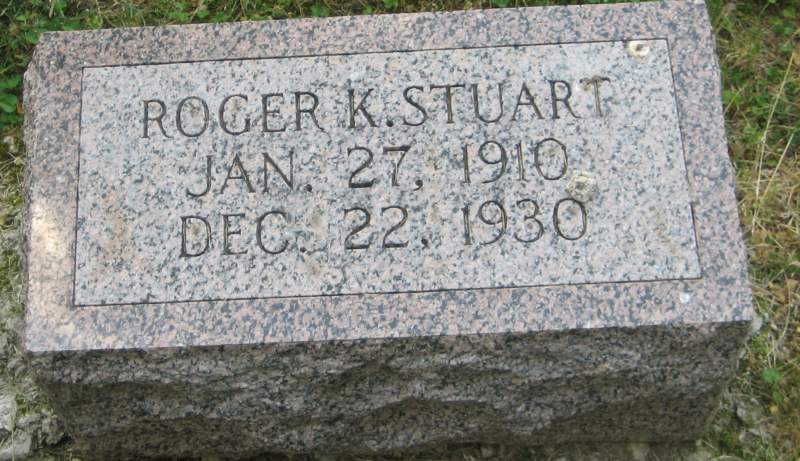 ROGER K. STUART
JAN. 27, 1910
DEC. 22, 1930